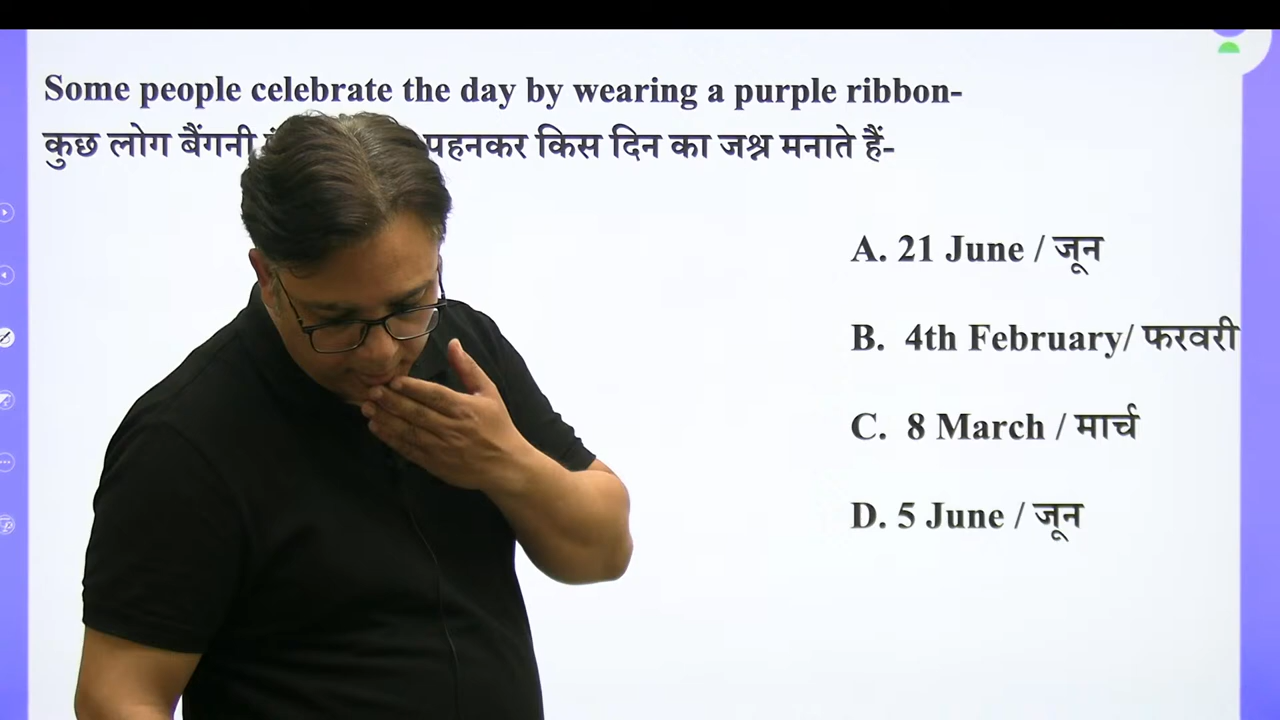 Some people celebrate the day by wearing a purple ribbon-
कुछ लोग बैंगनी पहनकर किस दिन का जश्न मनाते हैं-
A. 21 June / जून
B. 4th February/ फरवरी
C. 8 March / मार्च
D. 5 June / जून